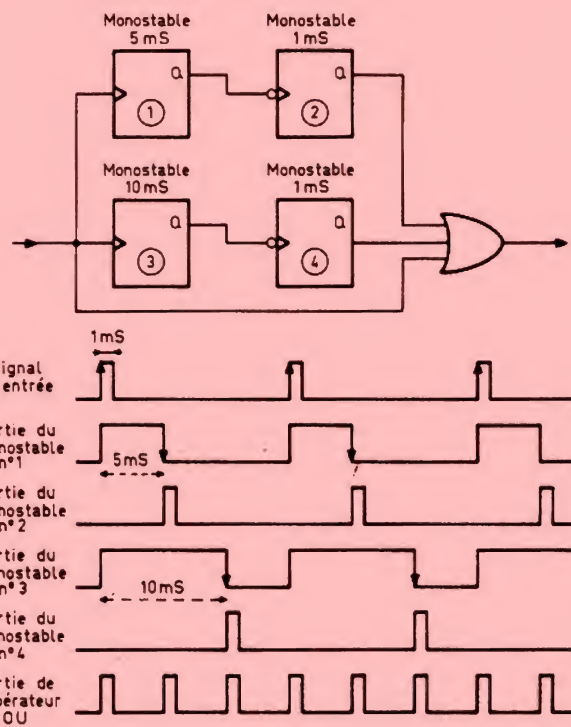 Monostable
5 mS
Monostable
1 mS
Q
Q
1
2
Monostable
10 mS
Monostable
1 mS
Q
Q
3
4
1 mS
ignal
entrée
rtie du
nostable
n°1
5 mS
rtie du
nostable
n°2
rtie du
nostable
n°3
10 mS
rtie du
nostable
n°4
rtie de
pérateur
OU